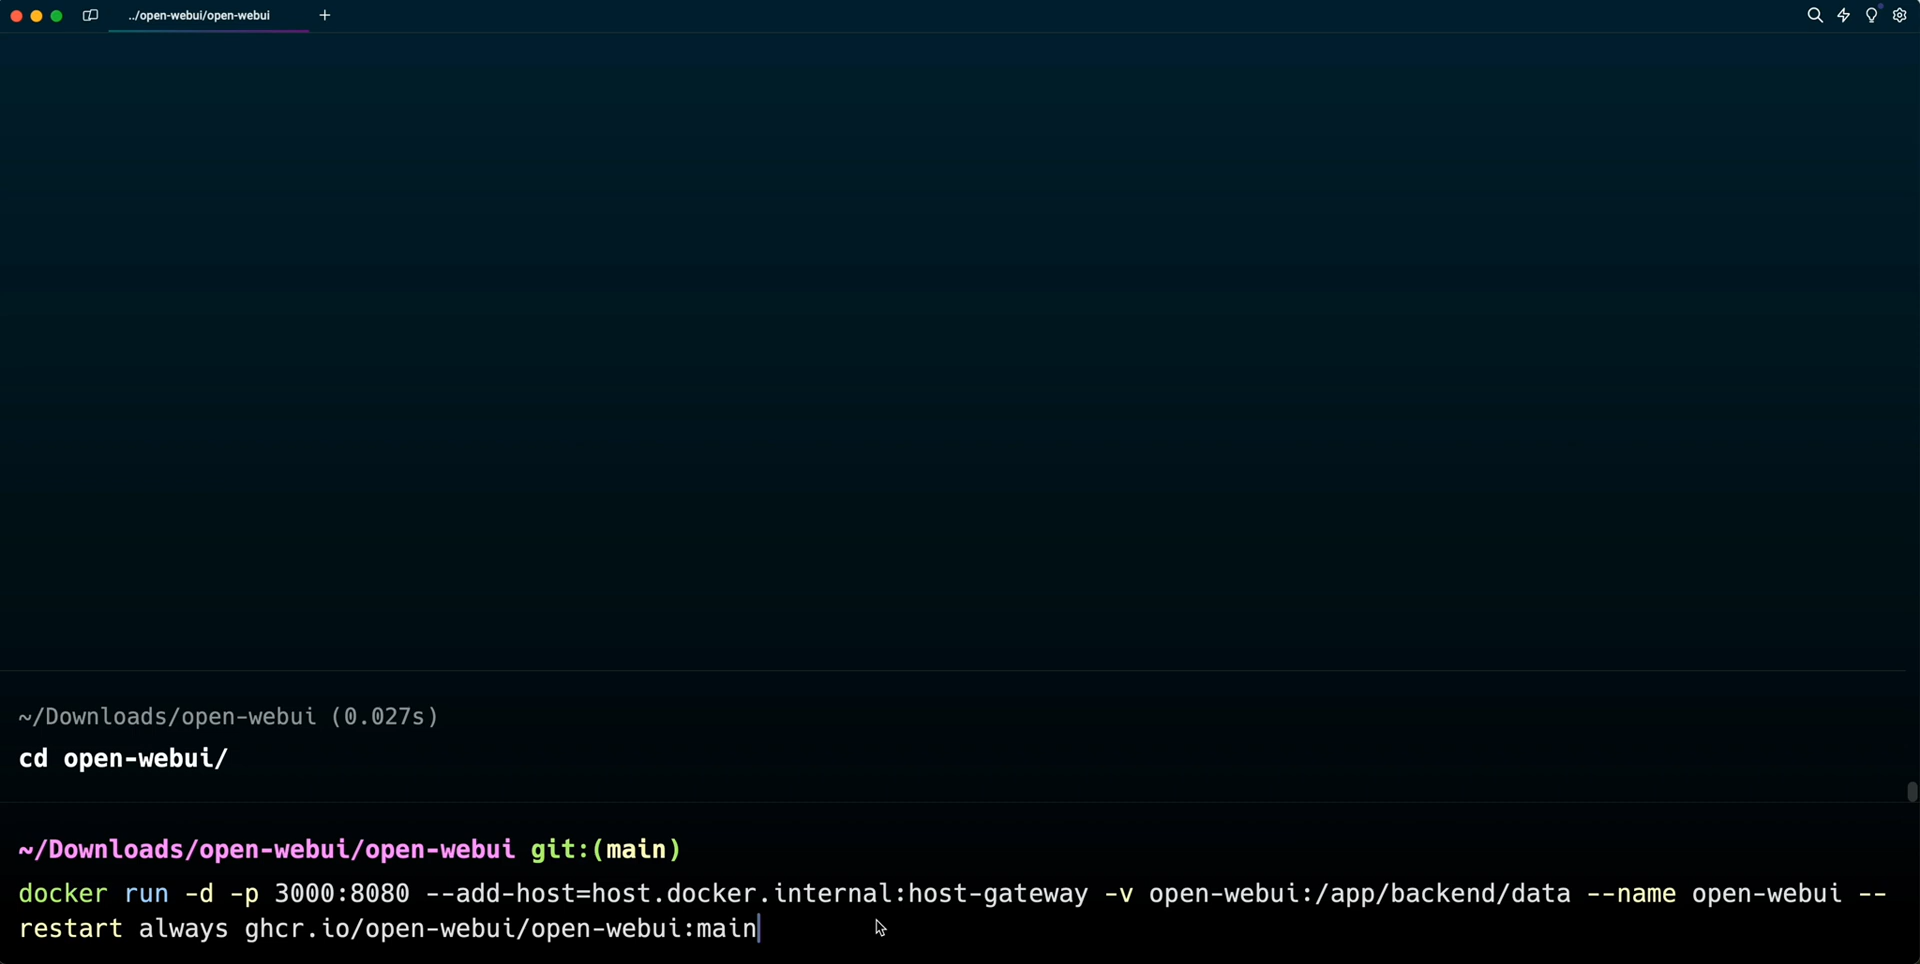 ../open-webui/open-webui
~/Downloads/open-webui (0.027s)
cd open-webui/
~/Downloads/open-webui/open-webui git:(main)
docker run -d -p 3000:8080 --add-host=host.docker.internal:host-gateway -v open-webui:/app/backend/data --name open-webui --
restart always ghcr.io/open-webui/open-webui:main